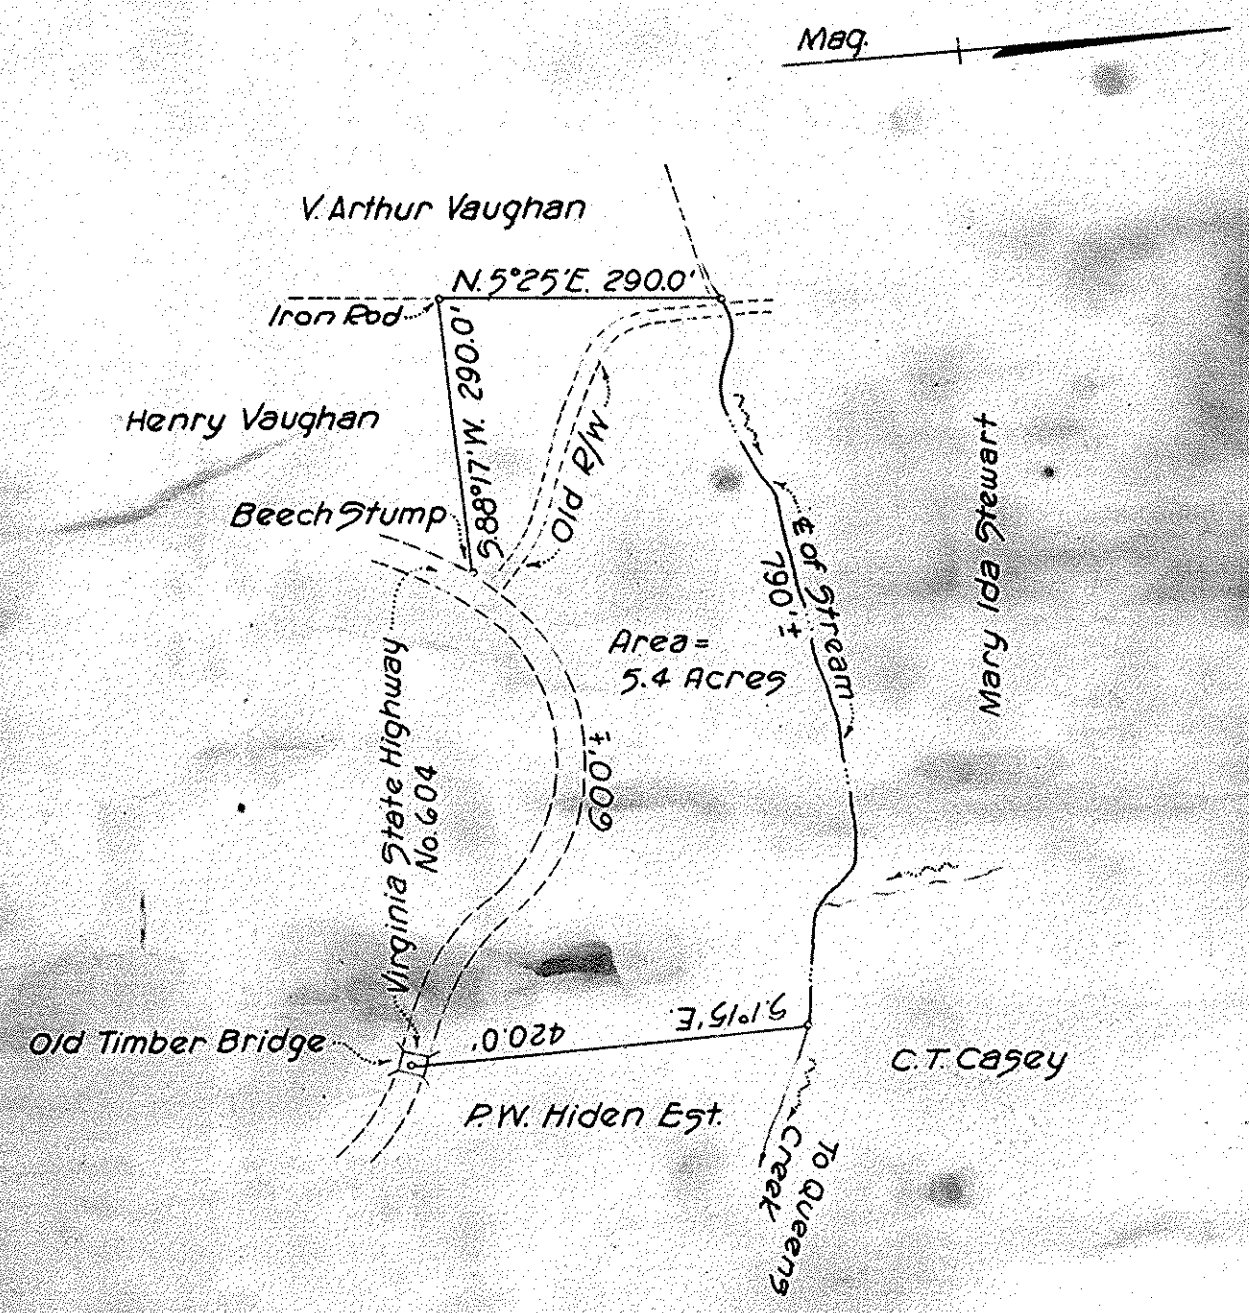 Mag.
V. Arthur Vaughan
N. 5°25'E. 290.0'
Iron Rod
S.88°17'W. 290.0'
Henry Vaughan
Old R/W
Beech Stump
℄ of Stream
790'±
Mary Ida Stewart
Area =
5.4 Acres
Virginia State Highway
No. 604
600'±
S.1°15'E. 420.0'
Old Timber Bridge
C.T. Casey
P.W. Hiden Est.
To Queens
Creek